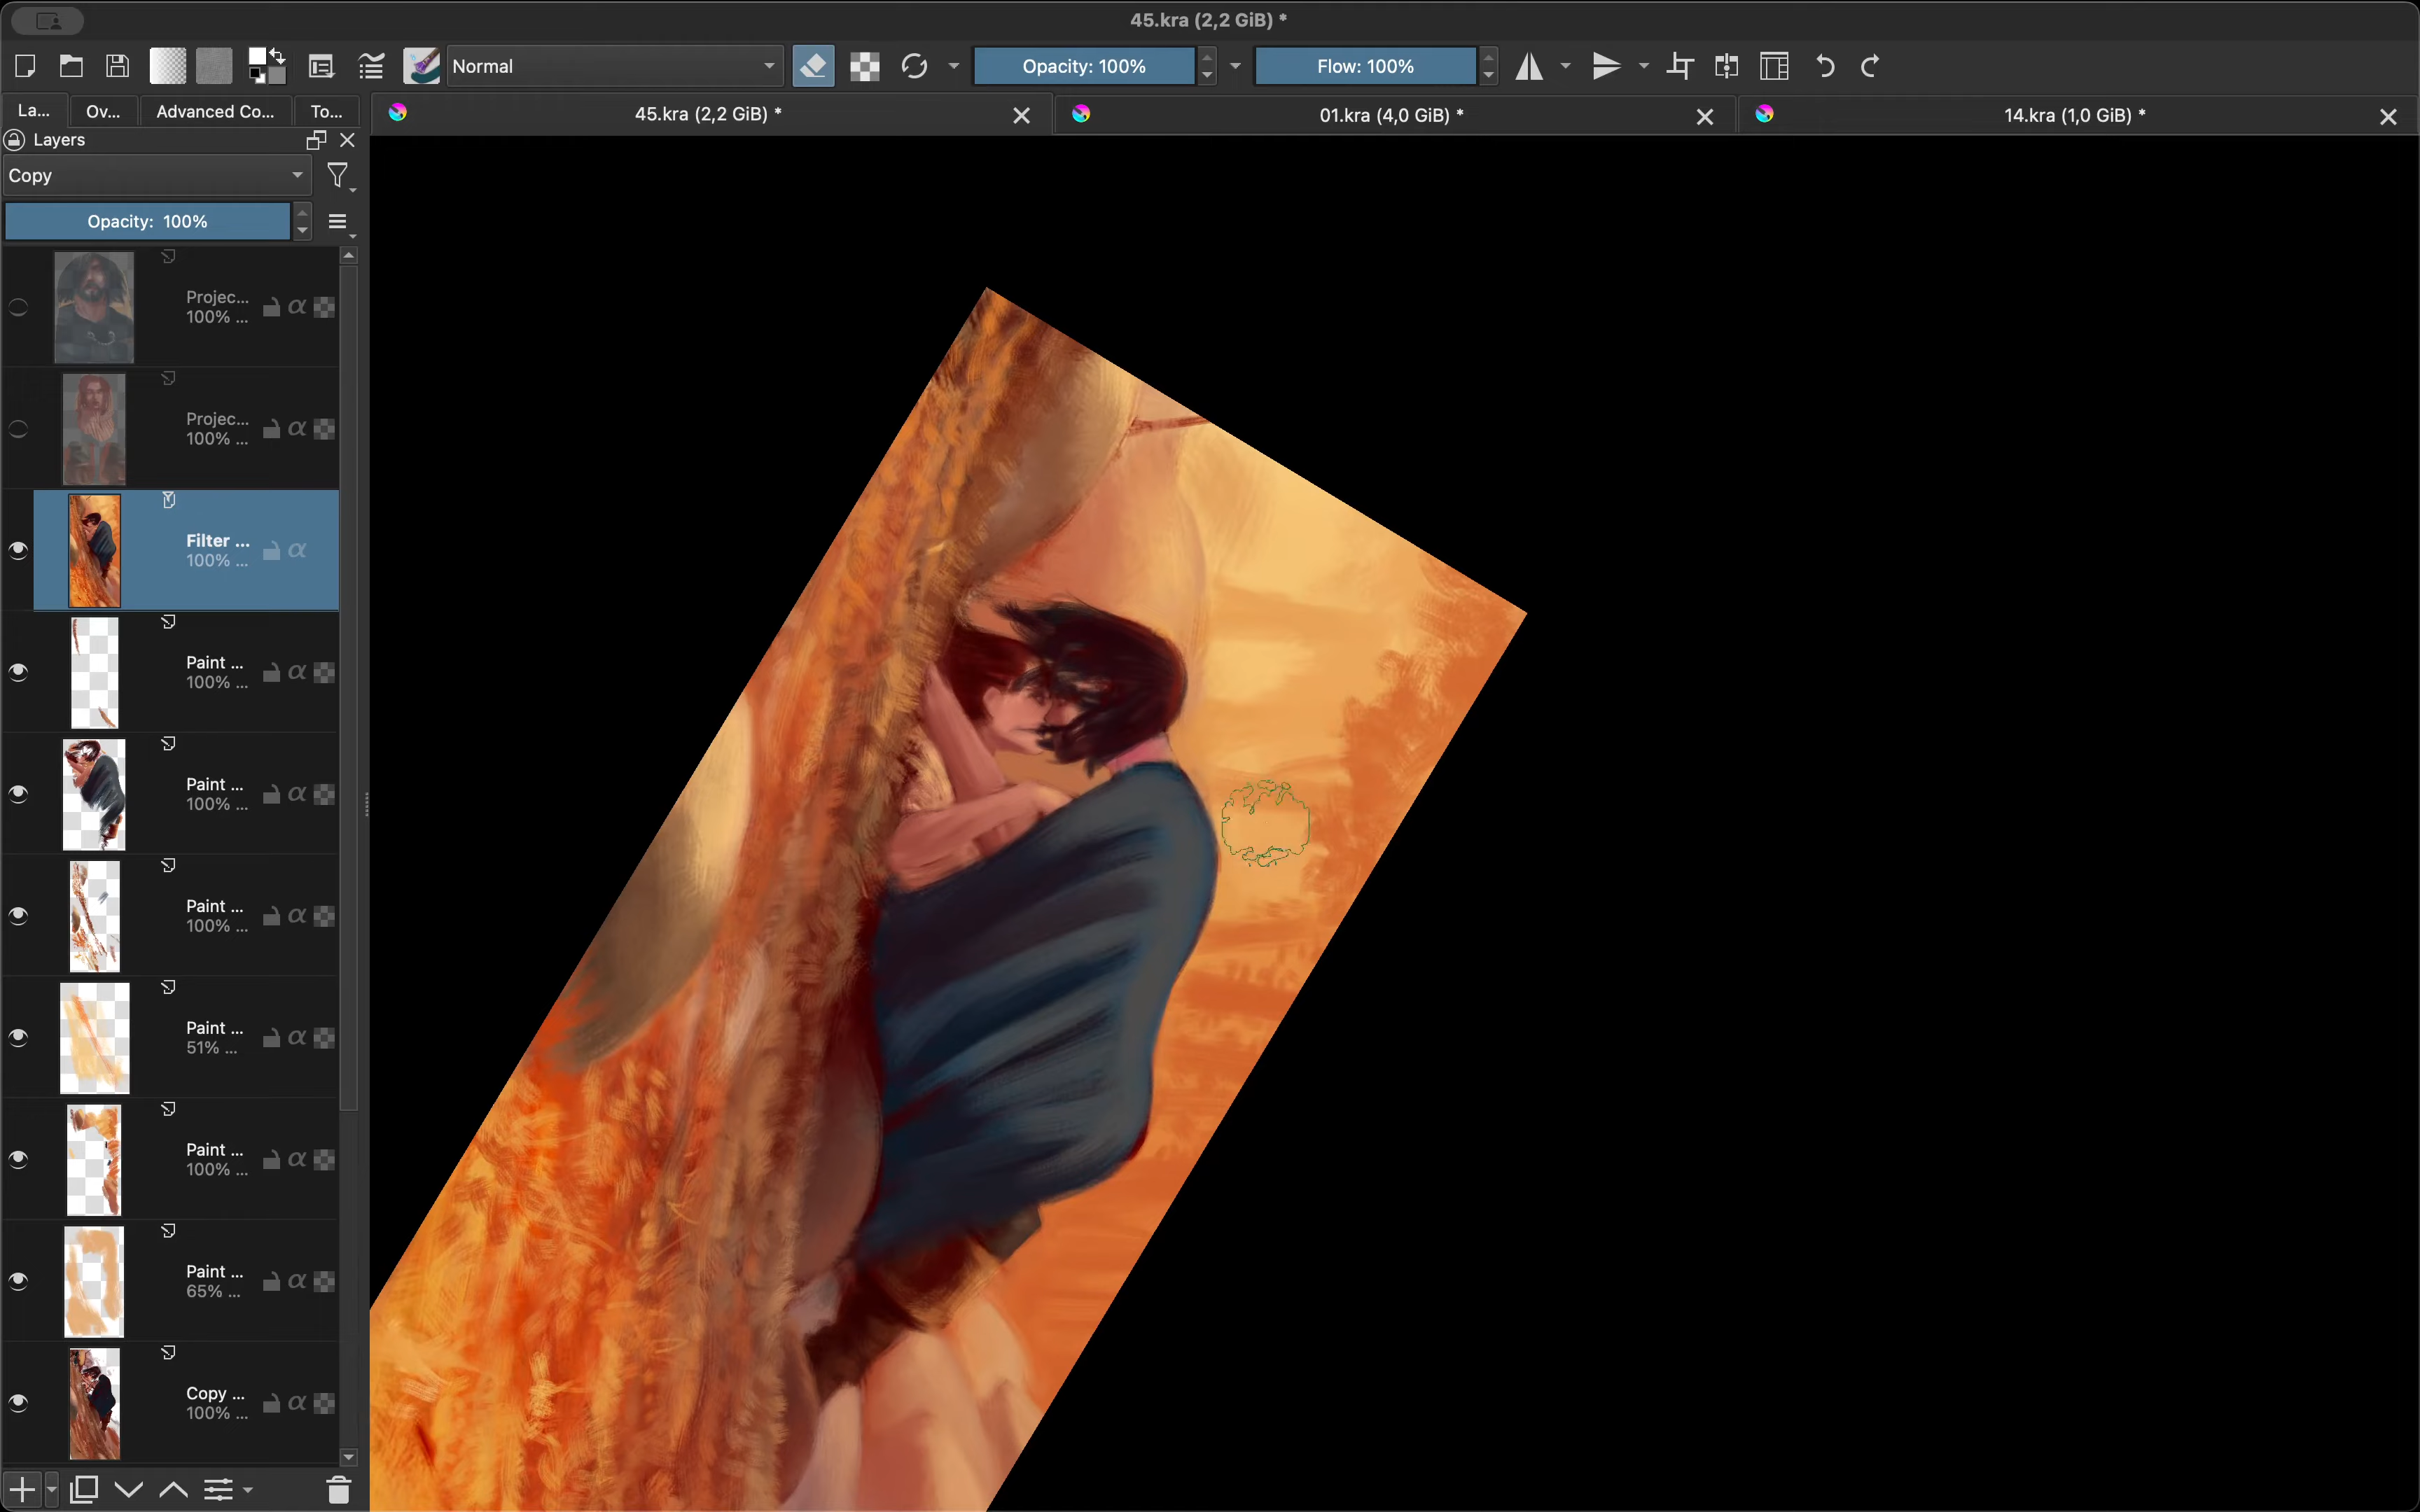 45.kra (2,2 GiB) *
Normal
Opacity: 100%
Flow: 100%
La...
Ov...
Advanced Co...
To...
45.kra (2,2 GiB) *
01.kra (4,0 GiB) *
14.kra (1,0 GiB) *
Layers
Copy
Opacity: 100%
Projec...
100% ...
Projec...
100% ...
Filter ...
100% ...
Paint ...
100% ...
Paint ...
100% ...
Paint ...
100% ...
Paint ...
51% ...
Paint ...
100% ...
Paint ...
65% ...
Copy ...
100% ...